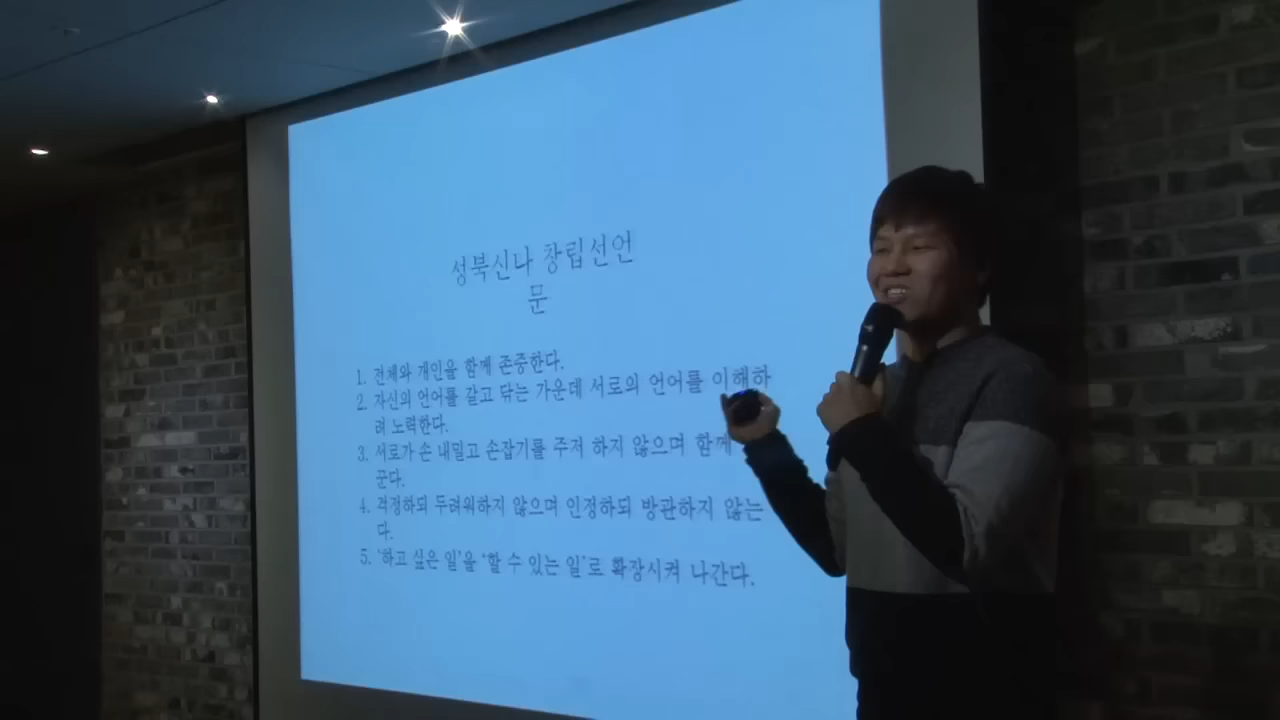 성북신나 창립선언
문
1. 전체와 개인을 함께 존중한다.
2. 자신의 언어를 갈고 닦는 가운데 서로의 언어를 이해하
려 노력한다.
3. 서로가 손 내밀고 손잡기를 주저 하지 않으며 함께
꾼다.
4. 걱정하되 두려워하지 않으며 인정하되 방관하지 않는
다.
5. ‘하고 싶은 일’을 ‘할 수 있는 일’로 확장시켜 나간다.